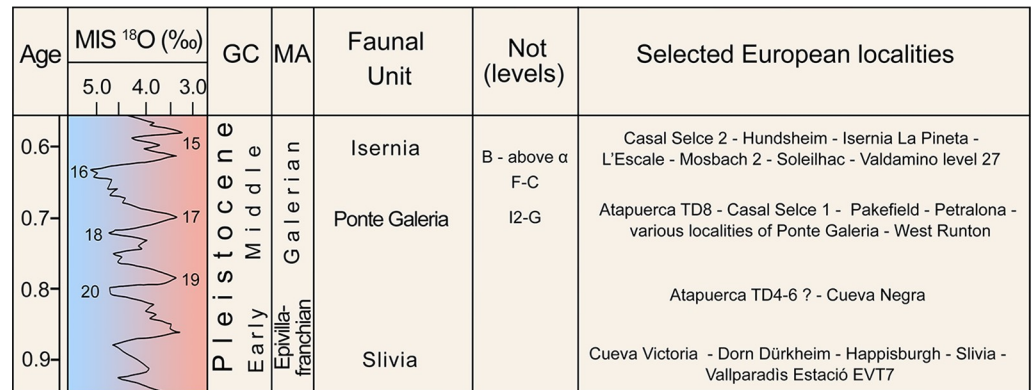 Age
MIS ¹⁸O (‰)
5.0 4.0 3.0
GC
MA
Faunal
Unit
Not
(levels)
Selected European localities
0.6
0.7
0.8
0.9
15
16
17
18
19
20
Pleistocene
Middle
Early
Galerian
Epivilla-
franchian
Isernia
Ponte Galeria
Slivia
B - above α
F-C
I2-G
Casal Selce 2 - Hundsheim - Isernia La Pineta -
L'Escale - Mosbach 2 - Soleilhac - Valdamino level 27
Atapuerca TD8 - Casal Selce 1 - Pakefield - Petralona -
various localities of Ponte Galeria - West Runton
Atapuerca TD4-6 ? - Cueva Negra
Cueva Victoria - Dorn Dürkheim - Happisburgh - Slivia -
Vallparadìs Estació EVT7